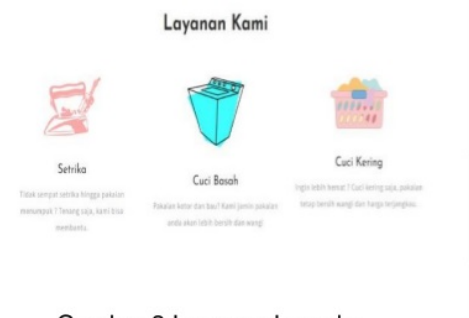 Layanan Kami
Setrika
Tidak sempat setrika hingga pakaian
menumpuk ? Tenang saja, kami bisa
membantu.
Cuci Basah
Pakaian kotor dan bau? Kami jamin pakaian
anda akan lebih bersih dan wangi
Cuci Kering
Ingin lebih hemat ? Cuci kering saja, pakaian
tetap bersih wangi dan harga terjangkau.